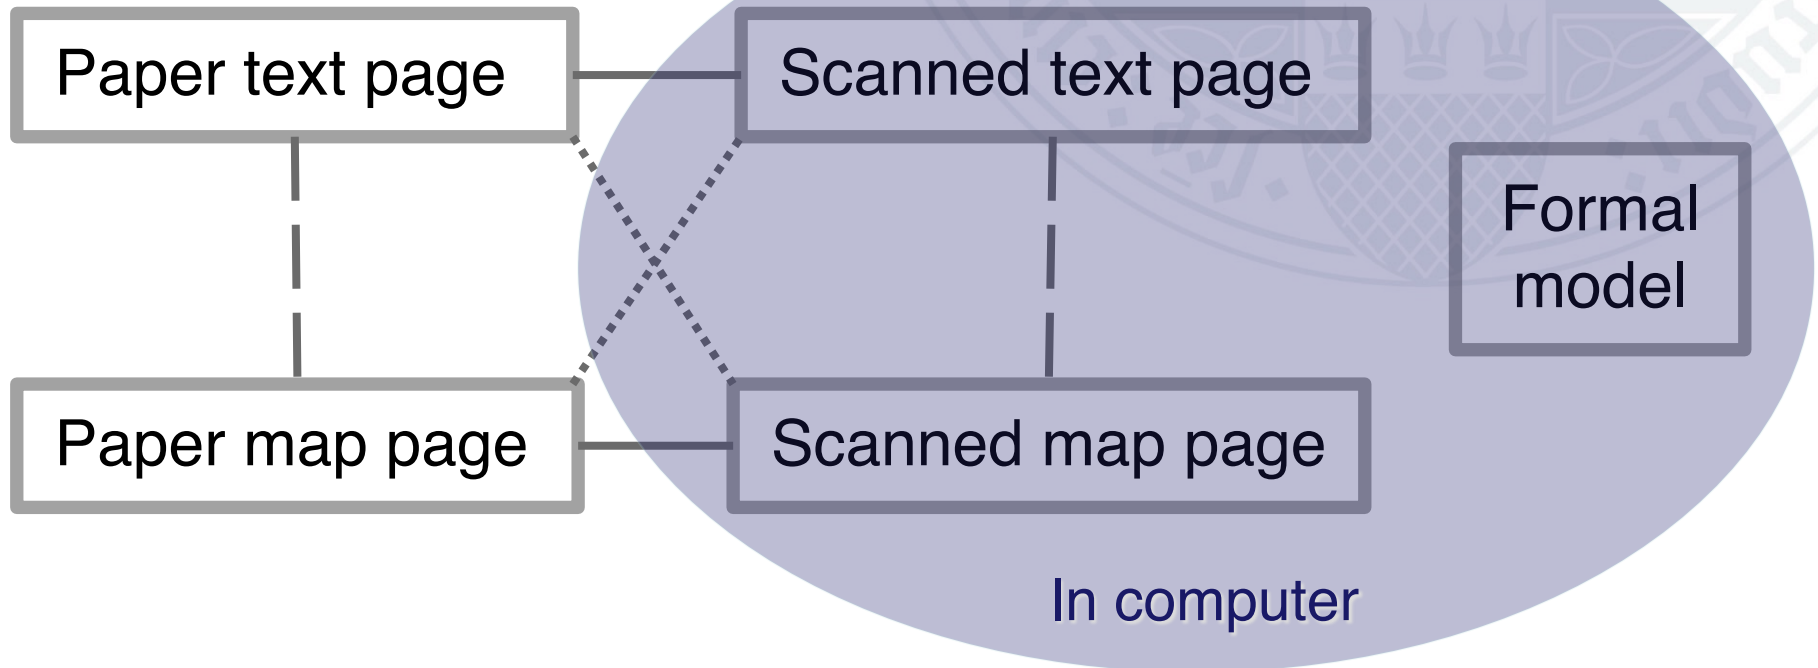 Paper text page
Scanned text page
Formal
model
Paper map page
Scanned map page
In computer